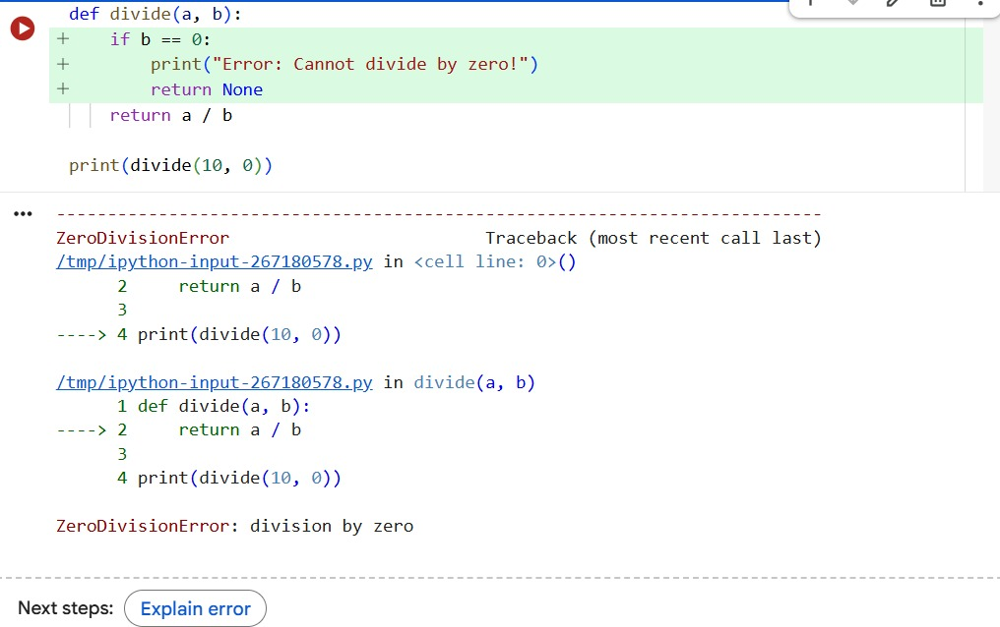 def divide(a, b):
+    if b == 0:
+        print("Error: Cannot divide by zero!")
+        return None
    return a / b
print(divide(10, 0))
---------------------------------------------------------------------------
ZeroDivisionError                         Traceback (most recent call last)
/tmp/ipython-input-267180578.py in <cell line: 0>()
      2     return a / b
      3
----> 4 print(divide(10, 0))
/tmp/ipython-input-267180578.py in divide(a, b)
      1 def divide(a, b):
----> 2     return a / b
      3
      4 print(divide(10, 0))
ZeroDivisionError: division by zero
Next steps: Explain error